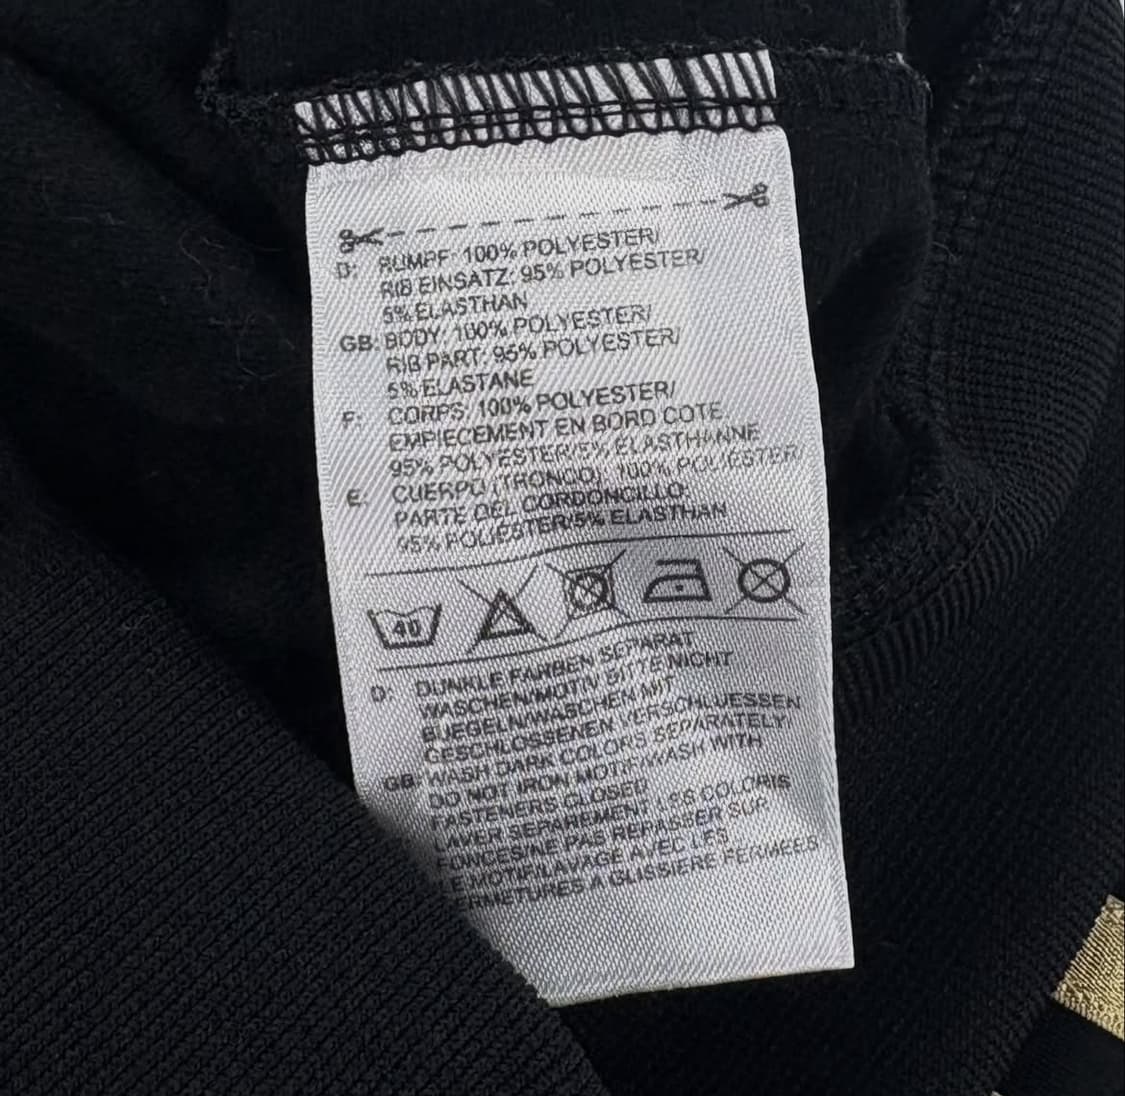 D: RUMPF: 100% POLYESTER/
RIB EINSATZ: 95% POLYESTER/
5% ELASTHAN
GB: BODY: 100% POLYESTER/
RIB PART: 95% POLYESTER/
5% ELASTANE
F: CORPS: 100% POLYESTER/
EMPIECEMENT EN BORD COTE:
95% POLYESTER/5% ELASTHANNE
E: CUERPO (TRONCO): 100% POLIESTER/
PARTE DEL CORDONCILLO:
95% POLIESTER/5% ELASTHAN
40
D: DUNKLE FARBEN SEPARAT
WASCHEN/MOTIV BITTE NICHT
BUEGELN/WASCHEN MIT
GESCHLOSSENEN VERSCHLUESSEN
GB: WASH DARK COLORS SEPARATELY/
DO NOT IRON MOTIF/WASH WITH
FASTENERS CLOSED
LAVER SEPAREMENT LES COLORIS
FONCES/NE PAS REPASSER SUR
LE MOTIF/LAVAGE AVEC LES
RMETURES A GLISSIERE FERMEES